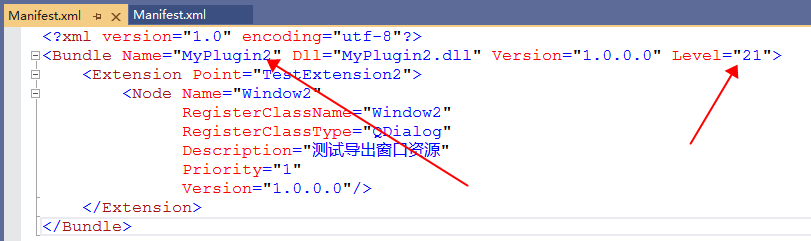 Manifest.xml Manifest.xml
<?xml version="1.0" encoding="utf-8"?>
<Bundle Name="MyPlugin2" Dll="MyPlugin2.dll" Version="1.0.0.0" Level="21">
<Extension Point="TestExtension2">
<Node Name="Window2"
RegisterClassName="Window2"
RegisterClassType="QDialog"
Description="测试导出窗口资源"
Priority="1"
Version="1.0.0.0"/>
</Extension>
</Bundle>